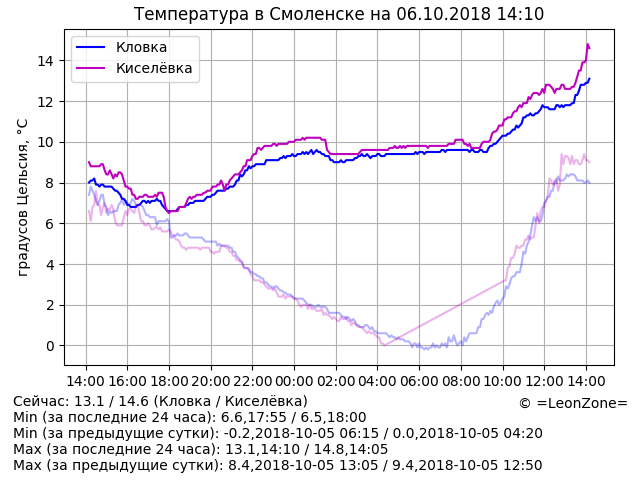 Температура в Смоленске на 06.10.2018 14:10
Кловка
Киселёвка
градусов Цельсия, °C
14
12
10
8
6
4
2
0
14:00 16:00 18:00 20:00 22:00 00:00 02:00 04:00 06:00 08:00 10:00 12:00 14:00
Сейчас: 13.1 / 14.6 (Кловка / Киселёвка)
© =LeonZone=
Min (за последние 24 часа): 6.6,17:55 / 6.5,18:00
Min (за предыдущие сутки): -0.2,2018-10-05 06:15 / 0.0,2018-10-05 04:20
Max (за последние 24 часа): 13.1,14:10 / 14.8,14:05
Max (за предыдущие сутки): 8.4,2018-10-05 13:05 / 9.4,2018-10-05 12:50